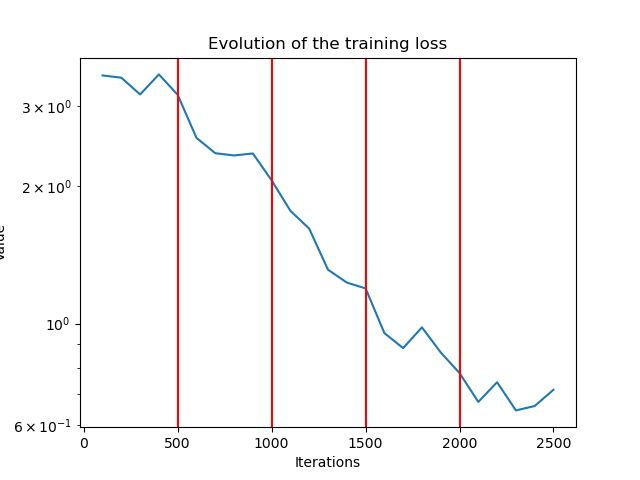 Evolution of the training loss
3 × 10⁰
2 × 10⁰
10⁰
6 × 10⁻¹
0
500
1000
1500
2000
2500
Iterations